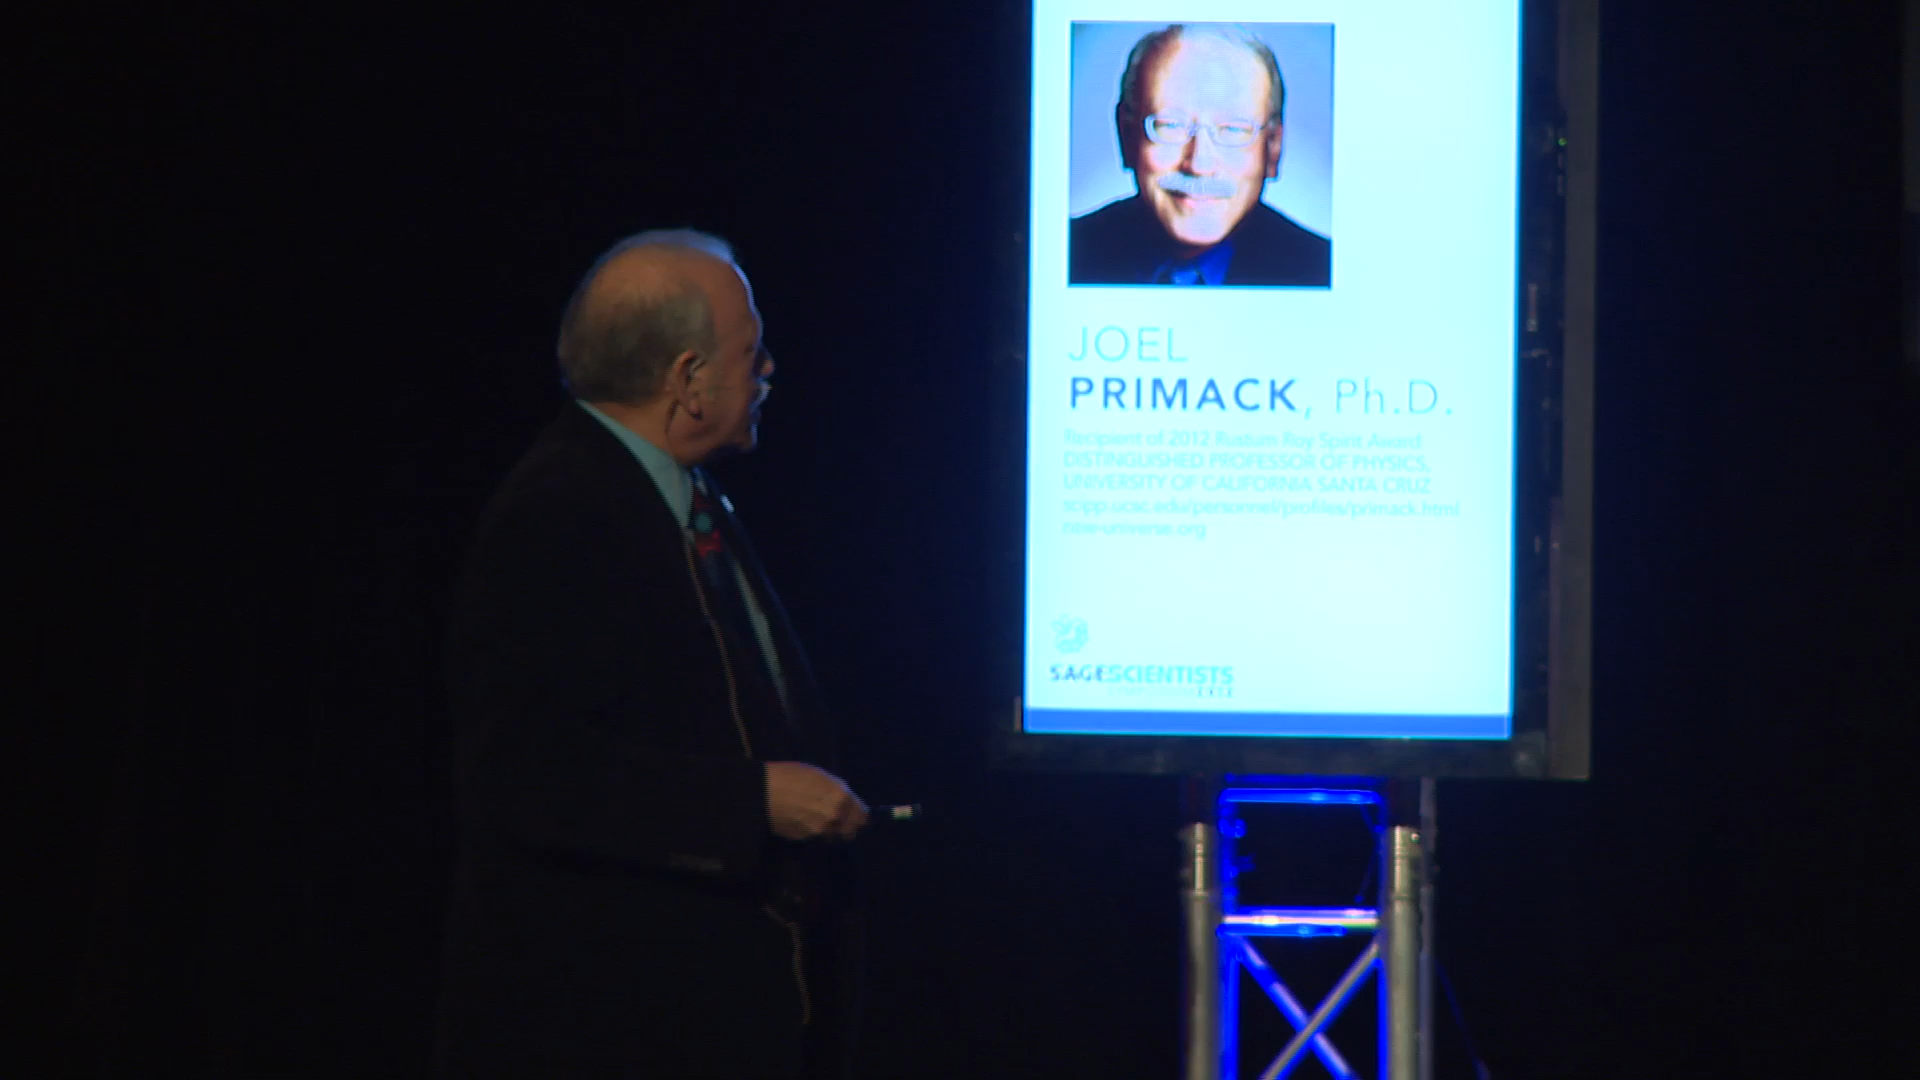 JOEL
PRIMACK, Ph.D.
Recipient of 2012 Rustum Roy Spirit Award
DISTINGUISHED PROFESSOR OF PHYSICS,
UNIVERSITY OF CALIFORNIA SANTA CRUZ
scipp.ucsc.edu/personnel/profiles/primack.html
new-universe.org
SAGESCIENTISTS